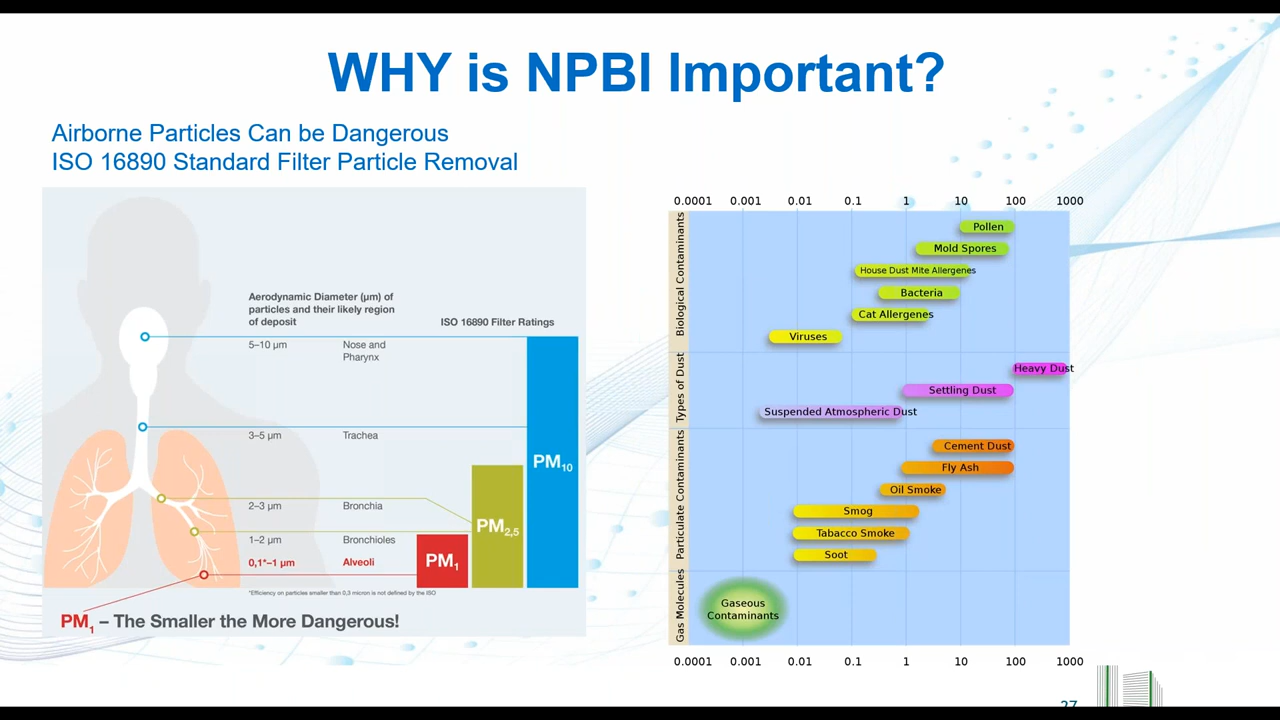 WHY is NPBI Important?
Airborne Particles Can be Dangerous
ISO 16890 Standard Filter Particle Removal
Aerodynamic Diameter (µm) of
particles and their likely region
of deposit
ISO 16890 Filter Ratings
5–10 µm Nose and
Pharynx
3–5 µm Trachea
PM10
2–3 µm Bronchia
PM2,5
1–2 µm Bronchioles
0,1*–1 µm Alveoli
PM1
*Efficiency on particles smaller than 0,3 micron is not defined by the ISO
PM1 – The Smaller the More Dangerous!
0.0001 0.001 0.01 0.1 1 10 100 1000
Biological Contaminants
Pollen
Mold Spores
House Dust Mite Allergenes
Bacteria
Cat Allergenes
Viruses
Types of Dust
Heavy Dust
Settling Dust
Suspended Atmospheric Dust
Particulate Contaminants
Cement Dust
Fly Ash
Oil Smoke
Smog
Tabacco Smoke
Soot
Gas Molecules
Gaseous
Contaminants
0.0001 0.001 0.01 0.1 1 10 100 1000
27